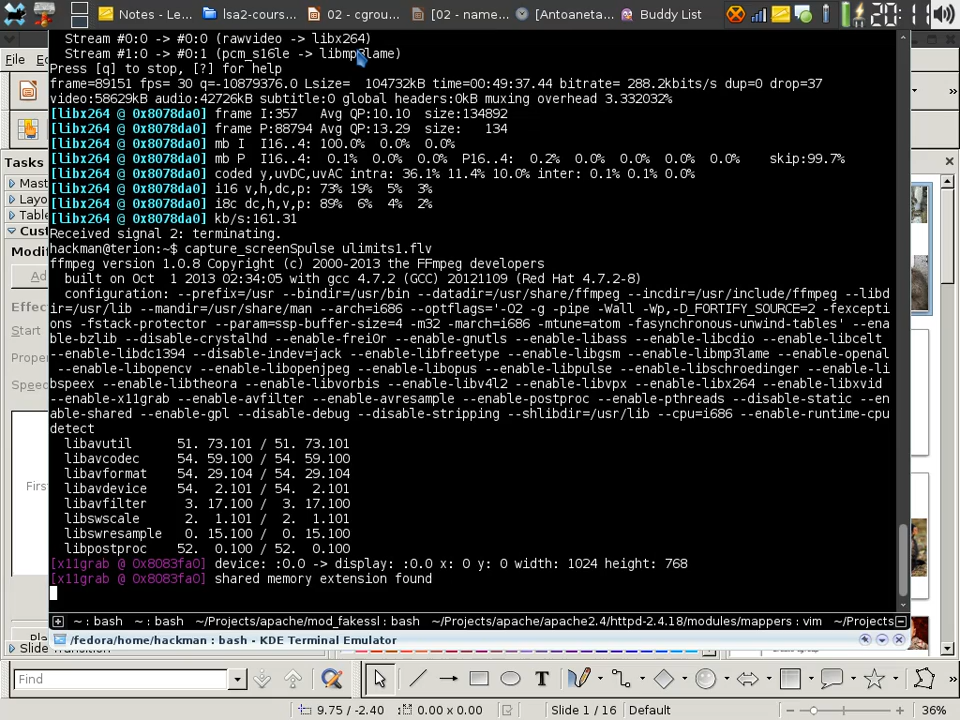 Notes - Le...
lsa2-cours...
02 - cgrou...
[02 - name...
[Antoaneta...
Buddy List
20:11
File
Tasks
Mast
Layo
Table
Cust
Ad
Effec
Start
Proper
Speed
First
Pla
Slide Transition
Stream #0:0 -> #0:0 (rawvideo -> libx264)
Stream #1:0 -> #0:1 (pcm_s16le -> libmp3lame)
Press [q] to stop, [?] for help
frame=89151 fps= 30 q=-10879376.0 Lsize=  104732kB time=00:49:37.44 bitrate= 288.2kbits/s dup=0 drop=37
video:58629kB audio:42726kB subtitle:0 global headers:0kB muxing overhead 3.332032%
[libx264 @ 0x8078da0] frame I:357   Avg QP:10.10  size:134892
[libx264 @ 0x8078da0] frame P:88794 Avg QP:13.29  size:   134
[libx264 @ 0x8078da0] mb I  I16..4: 100.0%  0.0%  0.0%
[libx264 @ 0x8078da0] mb P  I16..4:  0.1%  0.0%  0.0%  P16..4:  0.2%  0.0%  0.0%  0.0%  0.0%    skip:99.7%
[libx264 @ 0x8078da0] coded y,uvDC,uvAC intra: 36.1% 11.4% 10.0% inter: 0.1% 0.1% 0.0%
[libx264 @ 0x8078da0] i16 v,h,dc,p: 73% 19%  5%  3%
[libx264 @ 0x8078da0] i8c dc,h,v,p: 89%  6%  4%  2%
[libx264 @ 0x8078da0] kb/s:161.31
Received signal 2: terminating.
hackman@terion:~$ capture_screenSpulse ulimits1.flv
ffmpeg version 1.0.8 Copyright (c) 2000-2013 the FFmpeg developers
built on Oct  1 2013 02:34:05 with gcc 4.7.2 (GCC) 20121109 (Red Hat 4.7.2-8)
configuration: --prefix=/usr --bindir=/usr/bin --datadir=/usr/share/ffmpeg --incdir=/usr/include/ffmpeg --libd
ir=/usr/lib --mandir=/usr/share/man --arch=i686 --optflags='-O2 -g -pipe -Wall -Wp,-D_FORTIFY_SOURCE=2 -fexcepti
ons -fstack-protector --param=ssp-buffer-size=4 -m32 -march=i686 -mtune=atom -fasynchronous-unwind-tables' --ena
ble-bzlib --disable-crystalhd --enable-frei0r --enable-gnutls --enable-libass --enable-libcdio --enable-libcelt
--enable-libdc1394 --disable-indev=jack --enable-libfreetype --enable-libgsm --enable-libmp3lame --enable-openal
--enable-libopencv --enable-libopenjpeg --enable-libopus --enable-libpulse --enable-libschroedinger --enable-li
bspeex --enable-libtheora --enable-libvorbis --enable-libv4l2 --enable-libvpx --enable-libx264 --enable-libxvid
--enable-x11grab --enable-avfilter --enable-avresample --enable-postproc --enable-pthreads --disable-static --en
able-shared --enable-gpl --disable-debug --disable-stripping --shlibdir=/usr/lib --cpu=i686 --enable-runtime-cpu
detect
libavutil      51. 73.101 / 51. 73.101
libavcodec     54. 59.100 / 54. 59.100
libavformat    54. 29.104 / 54. 29.104
libavdevice    54.  2.101 / 54.  2.101
libavfilter     3. 17.100 /  3. 17.100
libswscale      2.  1.101 /  2.  1.101
libswresample   0. 15.100 /  0. 15.100
libpostproc    52.  0.100 / 52.  0.100
[x11grab @ 0x8083fa0] device: :0.0 -> display: :0.0 x: 0 y: 0 width: 1024 height: 768
[x11grab @ 0x8083fa0] shared memory extension found
~ : bash   ~ : bash   ~/Projects/apache/mod_fakessl : bash   ~/Projects/apache/apache2.4/httpd-2.4.18/modules/mappers : vim   ~/Projects
/fedora/home/hackman : bash - KDE Terminal Emulator
Find
9.75 / -2.40
0.00 x 0.00
Slide 1 / 16
Default
36%